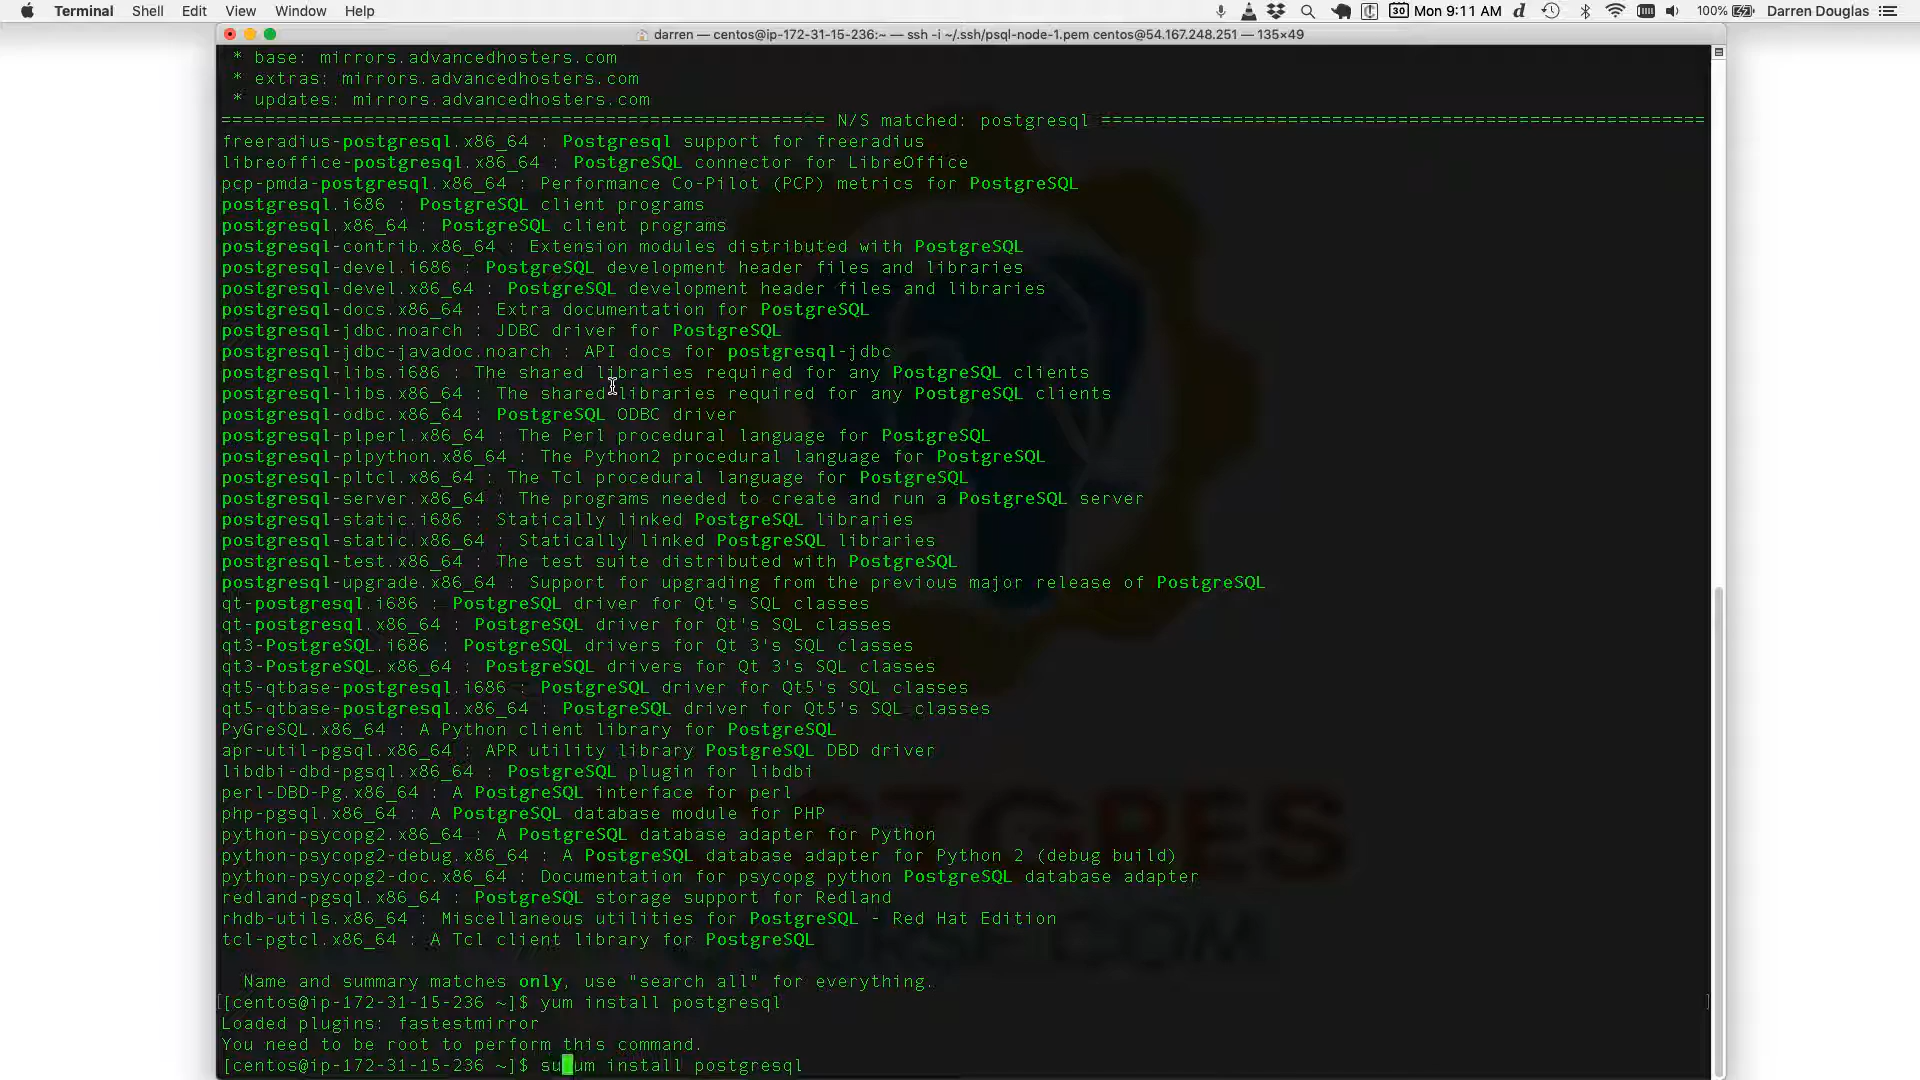 Terminal Shell Edit View Window Help 30 Mon 9:11 AM d 100% Darren Douglas
darren — centos@ip-172-31-15-236:~ — ssh -i ~/.ssh/psql-node-1.pem centos@54.167.248.251 — 135×49
* base: mirrors.advancedhosters.com
* extras: mirrors.advancedhosters.com
* updates: mirrors.advancedhosters.com
======================================================= N/S matched: postgresql =======================================================
freeradius-postgresql.x86_64 : Postgresql support for freeradius
libreoffice-postgresql.x86_64 : PostgreSQL connector for LibreOffice
pcp-pmda-postgresql.x86_64 : Performance Co-Pilot (PCP) metrics for PostgreSQL
postgresql.i686 : PostgreSQL client programs
postgresql.x86_64 : PostgreSQL client programs
postgresql-contrib.x86_64 : Extension modules distributed with PostgreSQL
postgresql-devel.i686 : PostgreSQL development header files and libraries
postgresql-devel.x86_64 : PostgreSQL development header files and libraries
postgresql-docs.x86_64 : Extra documentation for PostgreSQL
postgresql-jdbc.noarch : JDBC driver for PostgreSQL
postgresql-jdbc-javadoc.noarch : API docs for postgresql-jdbc
postgresql-libs.i686 : The shared libraries required for any PostgreSQL clients
postgresql-libs.x86_64 : The shared libraries required for any PostgreSQL clients
postgresql-odbc.x86_64 : PostgreSQL ODBC driver
postgresql-plperl.x86_64 : The Perl procedural language for PostgreSQL
postgresql-plpython.x86_64 : The Python2 procedural language for PostgreSQL
postgresql-pltcl.x86_64 : The Tcl procedural language for PostgreSQL
postgresql-server.x86_64 : The programs needed to create and run a PostgreSQL server
postgresql-static.i686 : Statically linked PostgreSQL libraries
postgresql-static.x86_64 : Statically linked PostgreSQL libraries
postgresql-test.x86_64 : The test suite distributed with PostgreSQL
postgresql-upgrade.x86_64 : Support for upgrading from the previous major release of PostgreSQL
qt-postgresql.i686 : PostgreSQL driver for Qt's SQL classes
qt-postgresql.x86_64 : PostgreSQL driver for Qt's SQL classes
qt3-PostgreSQL.i686 : PostgreSQL drivers for Qt 3's SQL classes
qt3-PostgreSQL.x86_64 : PostgreSQL drivers for Qt 3's SQL classes
qt5-qtbase-postgresql.i686 : PostgreSQL driver for Qt5's SQL classes
qt5-qtbase-postgresql.x86_64 : PostgreSQL driver for Qt5's SQL classes
PyGreSQL.x86_64 : A Python client library for PostgreSQL
apr-util-pgsql.x86_64 : APR utility library PostgreSQL DBD driver
libdbi-dbd-pgsql.x86_64 : PostgreSQL plugin for libdbi
perl-DBD-Pg.x86_64 : A PostgreSQL interface for perl
php-pgsql.x86_64 : A PostgreSQL database module for PHP
python-psycopg2.x86_64 : A PostgreSQL database adapter for Python
python-psycopg2-debug.x86_64 : A PostgreSQL database adapter for Python 2 (debug build)
python-psycopg2-doc.x86_64 : Documentation for psycopg python PostgreSQL database adapter
redland-pgsql.x86_64 : PostgreSQL storage support for Redland
rhdb-utils.x86_64 : Miscellaneous utilities for PostgreSQL - Red Hat Edition
tcl-pgtcl.x86_64 : A Tcl client library for PostgreSQL
Name and summary matches only, use "search all" for everything.
[[centos@ip-172-31-15-236 ~]$ yum install postgresql
Loaded plugins: fastestmirror
You need to be root to perform this command.
[centos@ip-172-31-15-236 ~]$ su um install postgresql